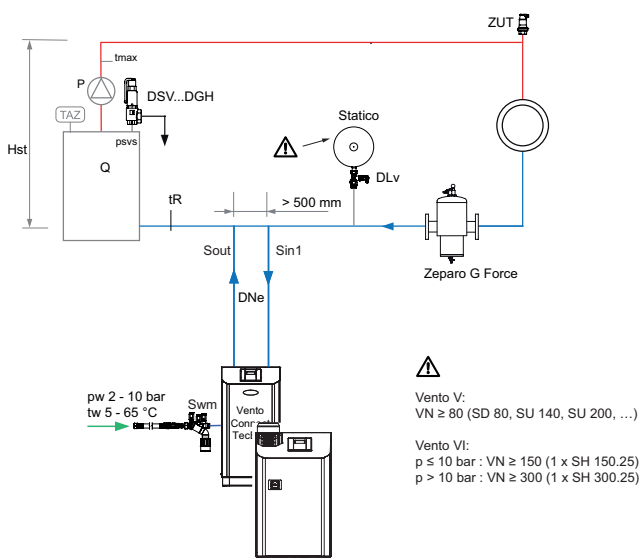 ZUT
tmax
P
DSV...DGH
TAZ
Statico
Hst
psvs
Q
DLv
> 500 mm
tR
Sout
Sin1
Zeparo G Force
DNe
pw 2 - 10 bar
tw 5 - 65 °C
Swm
Vento
Connect
Vento V:
VN ≥ 80 (SD 80, SU 140, SU 200, …)
Vento VI:
p ≤ 10 bar : VN ≥ 150 (1 x SH 150.25)
p > 10 bar : VN ≥ 300 (1 x SH 300.25)